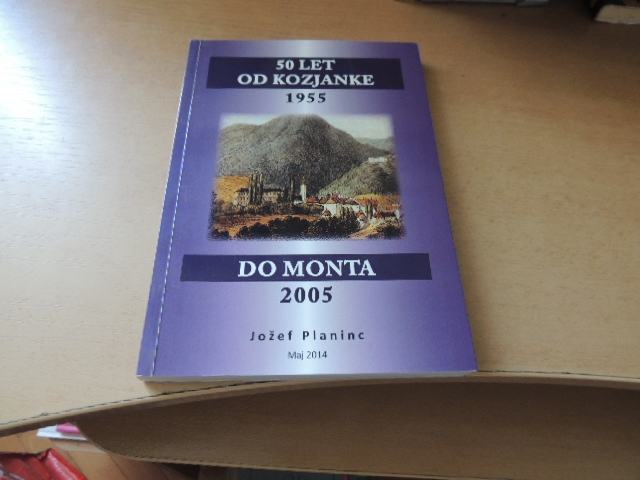 50 LET
OD KOZJANKE
1955
DO MONTA
2005
Jožef Planinc
Maj 2014